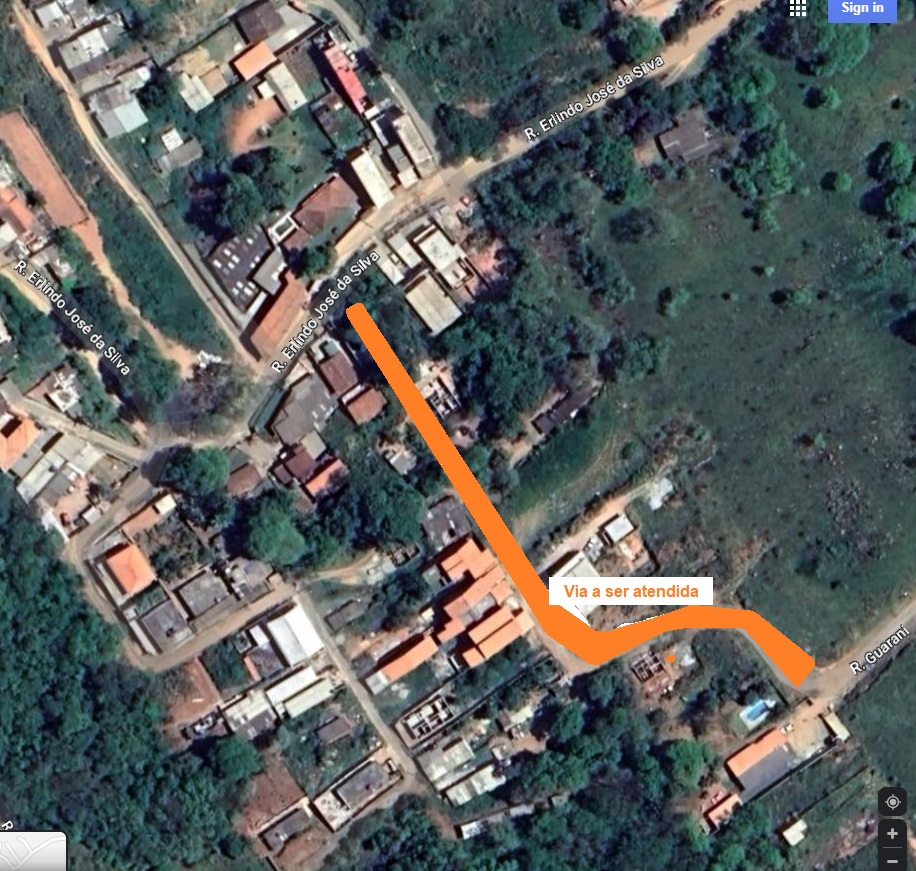 Sign in
R. Erlindo José da Silva
R. Erlindo José da Silva
R. Erlindo José da Silva
Via a ser atendida
R. Guarani
R